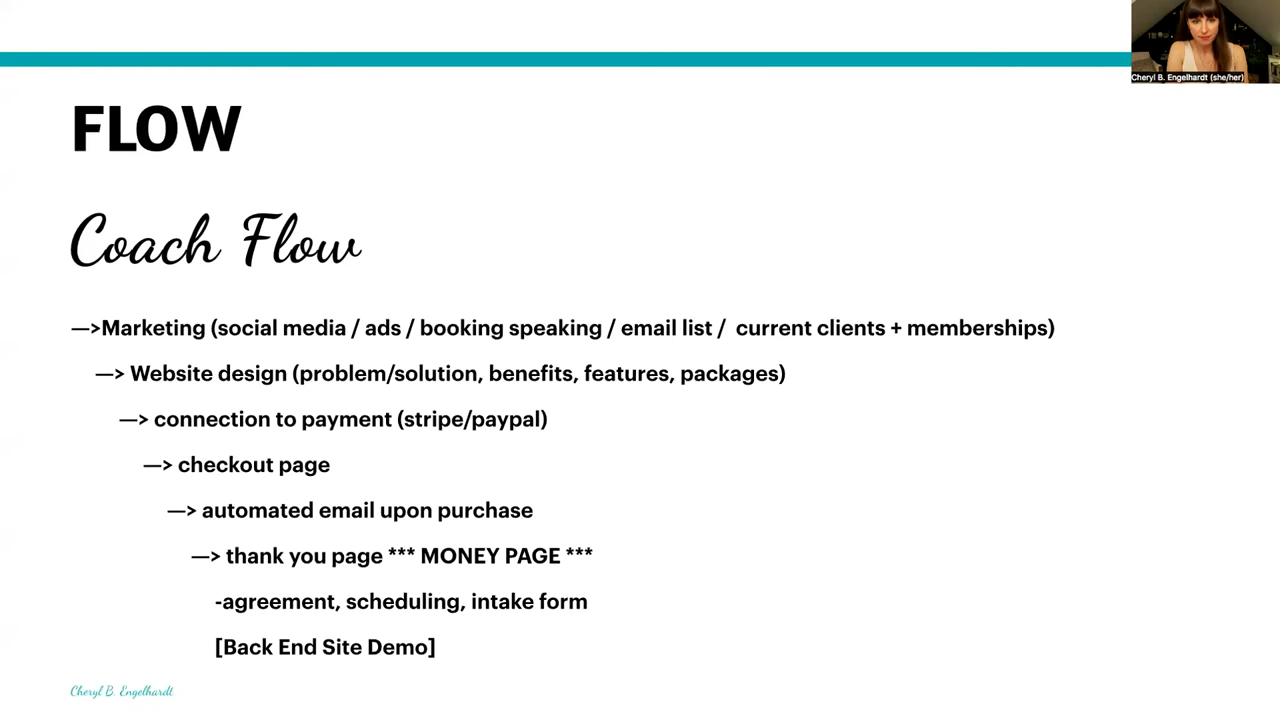 Cheryl B. Engelhardt (she/her)
FLOW
Coach Flow
—>Marketing (social media / ads / booking speaking / email list / current clients + memberships)
—> Website design (problem/solution, benefits, features, packages)
—> connection to payment (stripe/paypal)
—> checkout page
—> automated email upon purchase
—> thank you page *** MONEY PAGE ***
-agreement, scheduling, intake form
[Back End Site Demo]
Cheryl B. Engelhardt